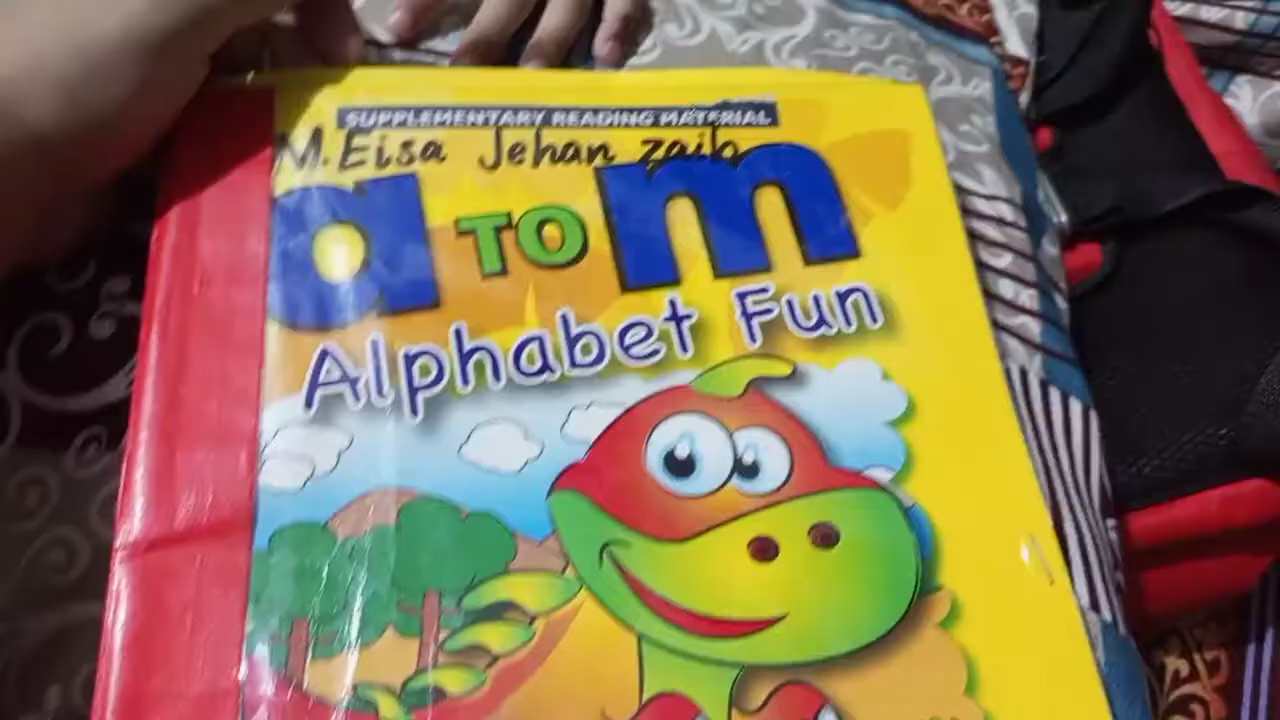 SUPPLEMENTARY READING MATERIAL
M. Eisa Jehan zaib
a TO m
Alphabet Fun